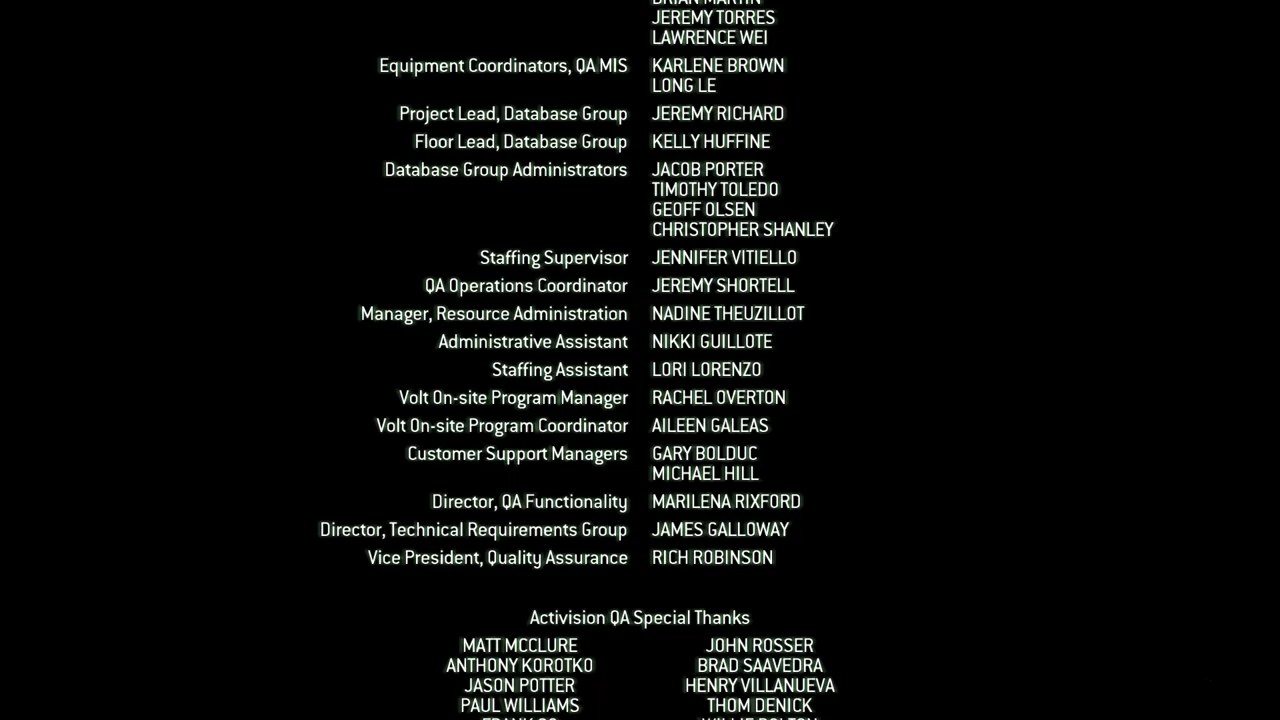 BRIAN MARTIN
JEREMY TORRES
LAWRENCE WEI
Equipment Coordinators, QA MIS KARLENE BROWN
LONG LE
Project Lead, Database Group JEREMY RICHARD
Floor Lead, Database Group KELLY HUFFINE
Database Group Administrators JACOB PORTER
TIMOTHY TOLEDO
GEOFF OLSEN
CHRISTOPHER SHANLEY
Staffing Supervisor JENNIFER VITIELLO
QA Operations Coordinator JEREMY SHORTELL
Manager, Resource Administration NADINE THEUZILLOT
Administrative Assistant NIKKI GUILLOTE
Staffing Assistant LORI LORENZO
Volt On-site Program Manager RACHEL OVERTON
Volt On-site Program Coordinator AILEEN GALEAS
Customer Support Managers GARY BOLDUC
MICHAEL HILL
Director, QA Functionality MARILENA RIXFORD
Director, Technical Requirements Group JAMES GALLOWAY
Vice President, Quality Assurance RICH ROBINSON
Activision QA Special Thanks
MATT MCCLURE JOHN ROSSER
ANTHONY KOROTKO BRAD SAAVEDRA
JASON POTTER HENRY VILLANUEVA
PAUL WILLIAMS THOM DENICK